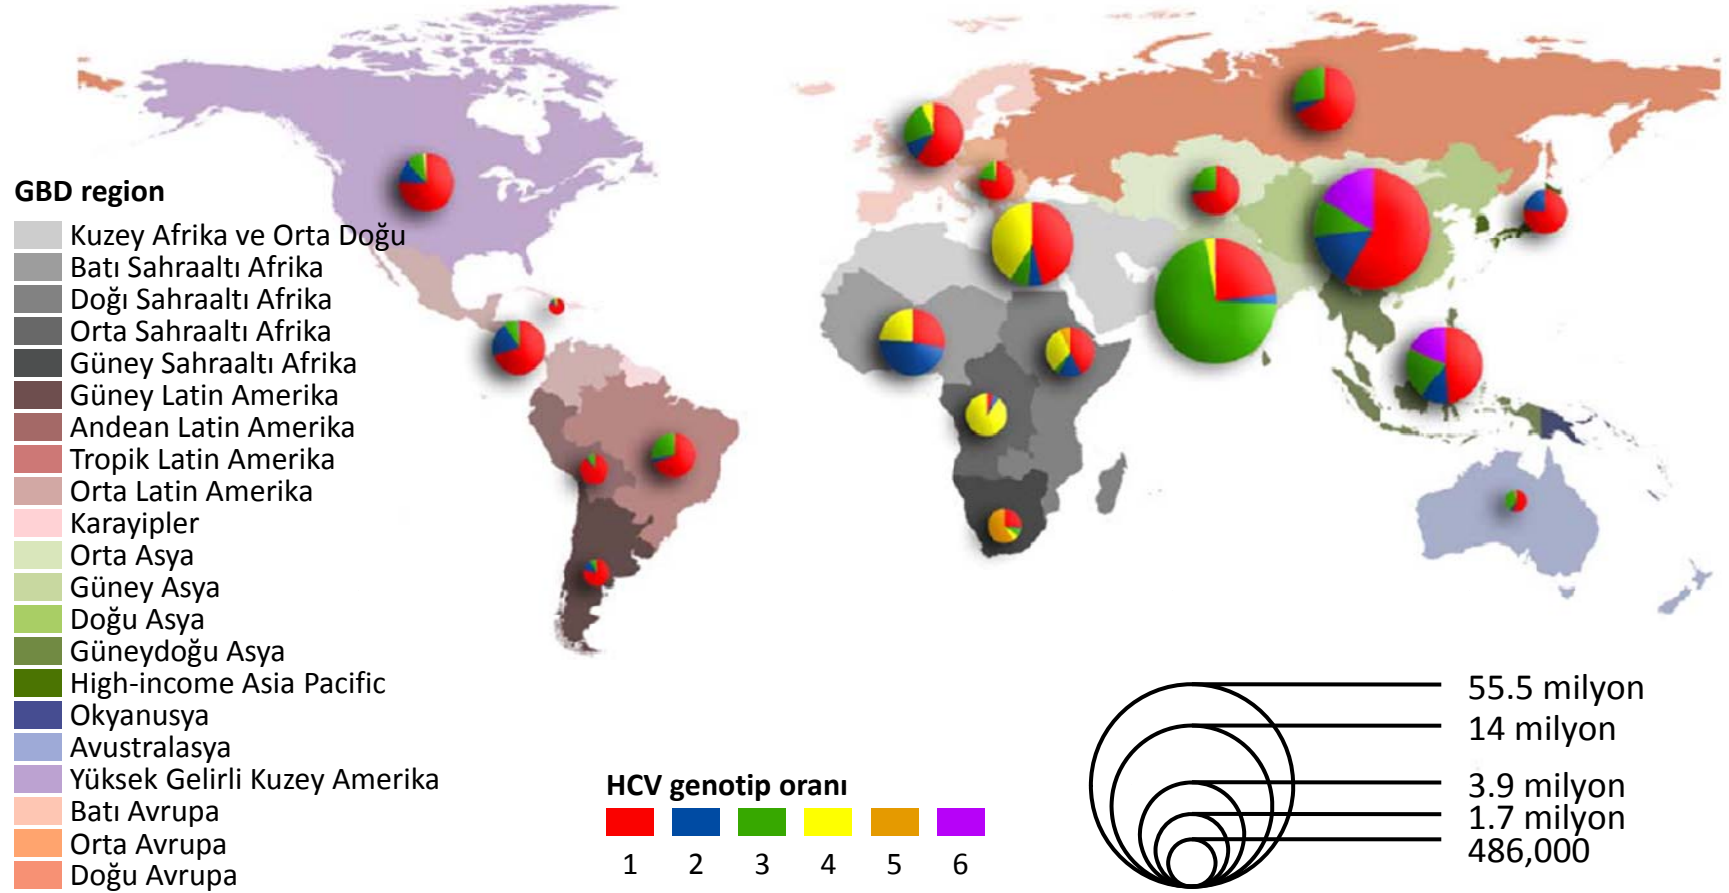 GBD region
Kuzey Afrika ve Orta Doğu
Batı Sahraaltı Afrika
Doğı Sahraaltı Afrika
Orta Sahraaltı Afrika
Güney Sahraaltı Afrika
Güney Latin Amerika
Andean Latin Amerika
Tropik Latin Amerika
Orta Latin Amerika
Karayipler
Orta Asya
Güney Asya
Doğu Asya
Güneydoğu Asya
High-income Asia Pacific
Okyanusya
Avustralasya
Yüksek Gelirli Kuzey Amerika
Batı Avrupa
Orta Avrupa
Doğu Avrupa
HCV genotip oranı
1 2 3 4 5 6
55.5 milyon
14 milyon
3.9 milyon
1.7 milyon
486,000